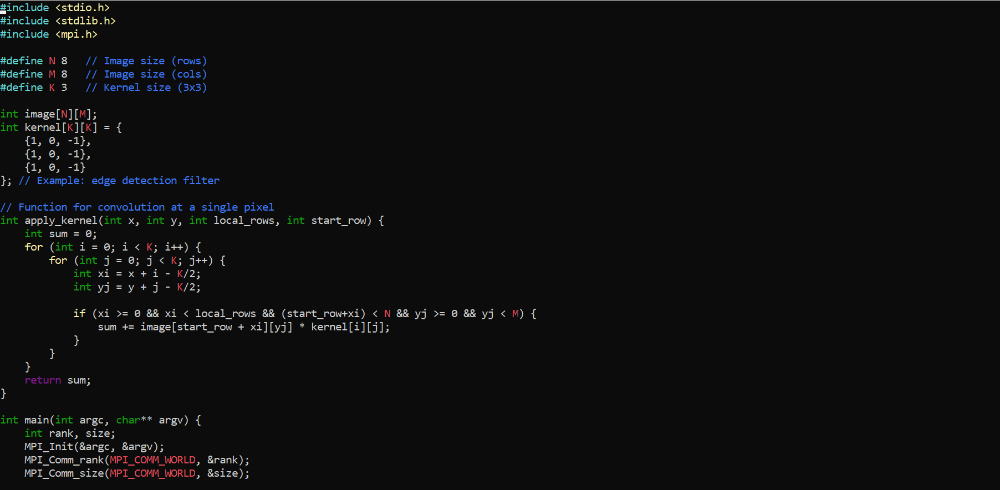 #include <stdio.h>
#include <stdlib.h>
#include <mpi.h>

#define N 8   // Image size (rows)
#define M 8   // Image size (cols)
#define K 3   // Kernel size (3x3)

int image[N][M];
int kernel[K][K] = {
    {1, 0, -1},
    {1, 0, -1},
    {1, 0, -1}
}; // Example: edge detection filter

// Function for convolution at a single pixel
int apply_kernel(int x, int y, int local_rows, int start_row) {
    int sum = 0;
    for (int i = 0; i < K; i++) {
        for (int j = 0; j < K; j++) {
            int xi = x + i - K/2;
            int yj = y + j - K/2;

            if (xi >= 0 && xi < local_rows && (start_row+xi) < N && yj >= 0 && yj < M) {
                sum += image[start_row + xi][yj] * kernel[i][j];
            }
        }
    }
    return sum;
}

int main(int argc, char** argv) {
    int rank, size;
    MPI_Init(&argc, &argv);
    MPI_Comm_rank(MPI_COMM_WORLD, &rank);
    MPI_Comm_size(MPI_COMM_WORLD, &size);